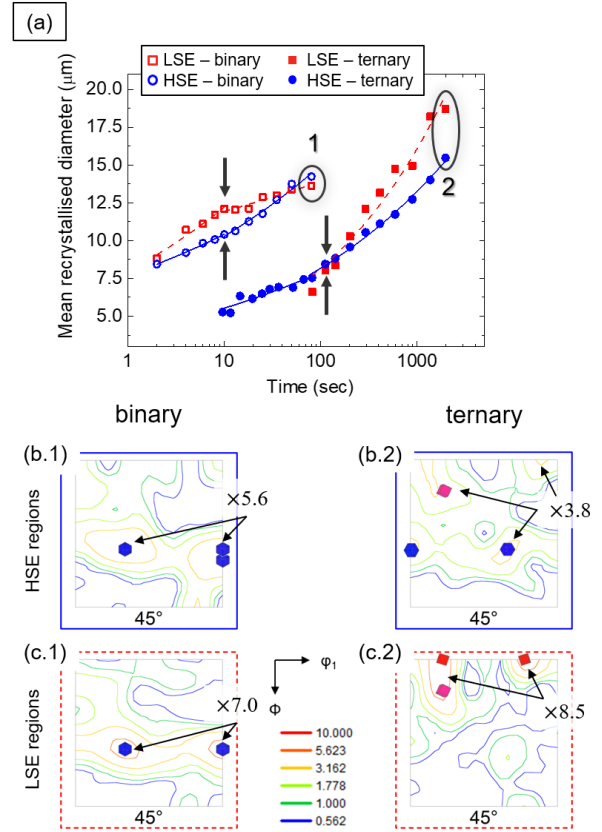 (a)
LSE – binary
LSE – ternary
HSE – binary
HSE – ternary
Mean recrystallised diameter (μm)
20.0
17.5
15.0
12.5
10.0
7.5
5.0
1
2
1
10
100
1000
Time (sec)
binary
ternary
HSE regions
(b.1)
×5.6
45°
(b.2)
×3.8
45°
LSE regions
(c.1)
×7.0
45°
φ₁
Φ
10.000
5.623
3.162
1.778
1.000
0.562
(c.2)
×8.5
45°